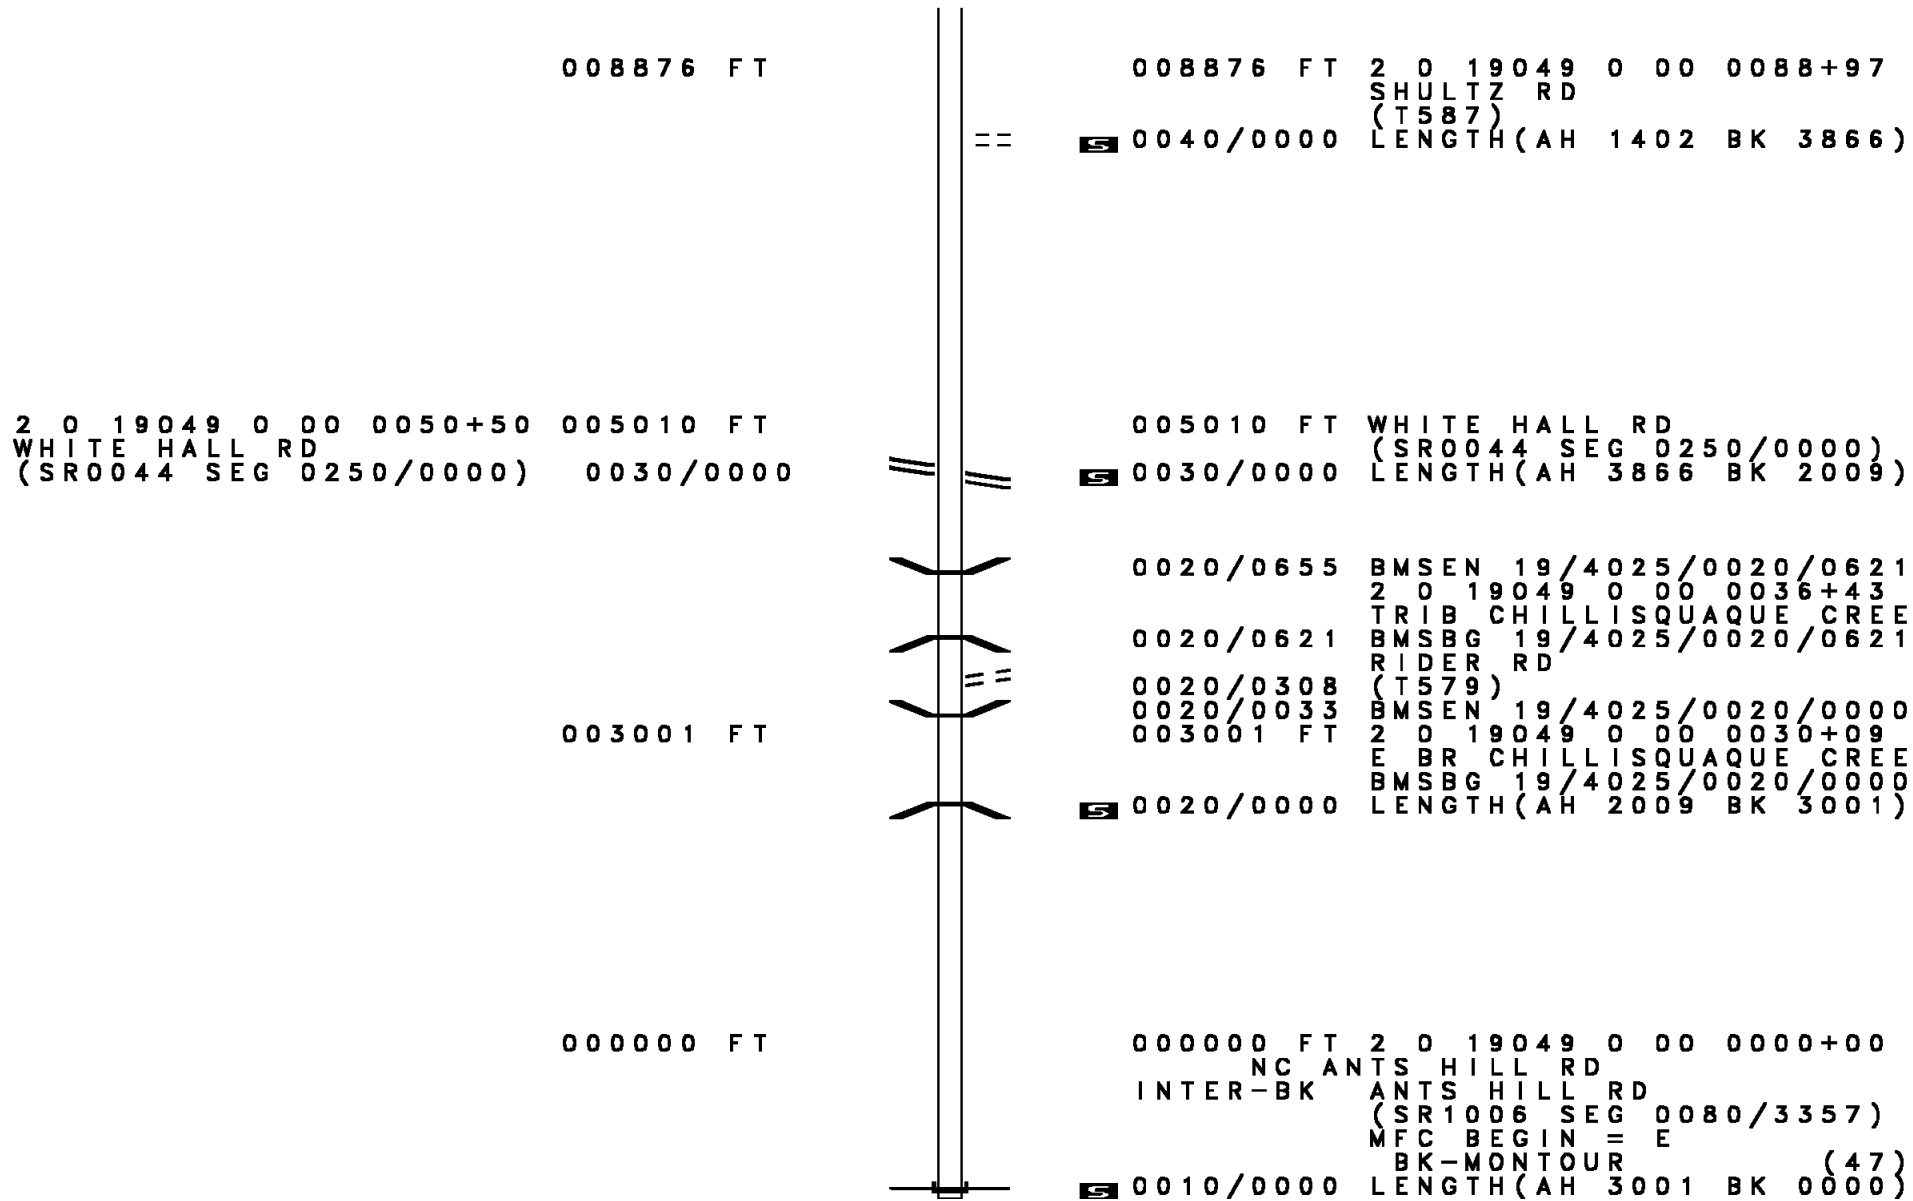 008876 FT 008876 FT 2 0 19049 0 00 0088+97
SHULTZ RD
(T587)
S 0040/0000 LENGTH(AH 1402 BK 3866)
2 0 19049 0 00 0050+50 005010 FT 005010 FT WHITE HALL RD
WHITE HALL RD (SR0044 SEG 0250/0000)
(SR0044 SEG 0250/0000) 0030/0000 S 0030/0000 LENGTH(AH 3866 BK 2009)
0020/0655 BMSEN 19/4025/0020/0621
2 0 19049 0 00 0036+43
TRIB CHILLISQUAQUE CREE
0020/0621 BMSBG 19/4025/0020/0621
RIDER RD
0020/0308 (T579)
0020/0033 BMSEN 19/4025/0020/0000
003001 FT 003001 FT 2 0 19049 0 00 0030+09
E BR CHILLISQUAQUE CREE
BMSBG 19/4025/0020/0000
S 0020/0000 LENGTH(AH 2009 BK 3001)
000000 FT 000000 FT 2 0 19049 0 00 0000+00
NC ANTS HILL RD
INTER-BK ANTS HILL RD
(SR1006 SEG 0080/3357)
MFC BEGIN = E
BK-MONTOUR (47)
S 0010/0000 LENGTH(AH 3001 BK 0000)